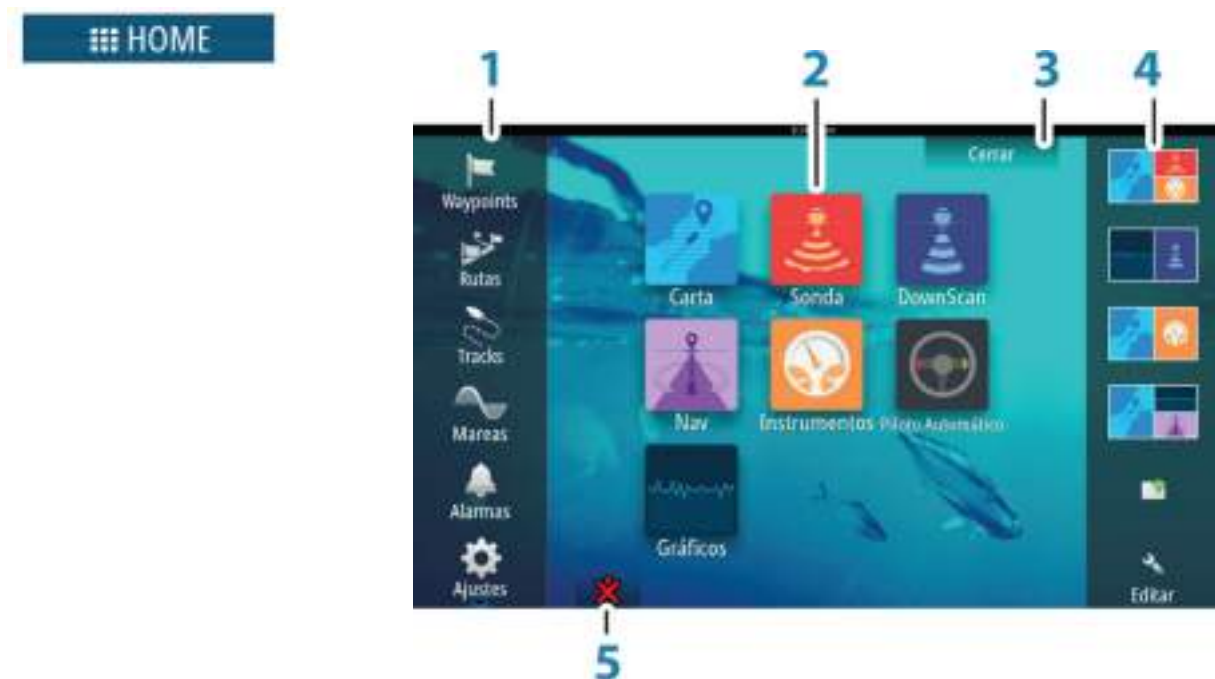 HOME
1 2 3 4
Cerrar
Waypoints
Rutas
Tracks
Mareas
Alarmas
Ajustes
Carta Sonda DownScan
Nav Instrumentos Piloto Automático
Gráficos
Editar
5